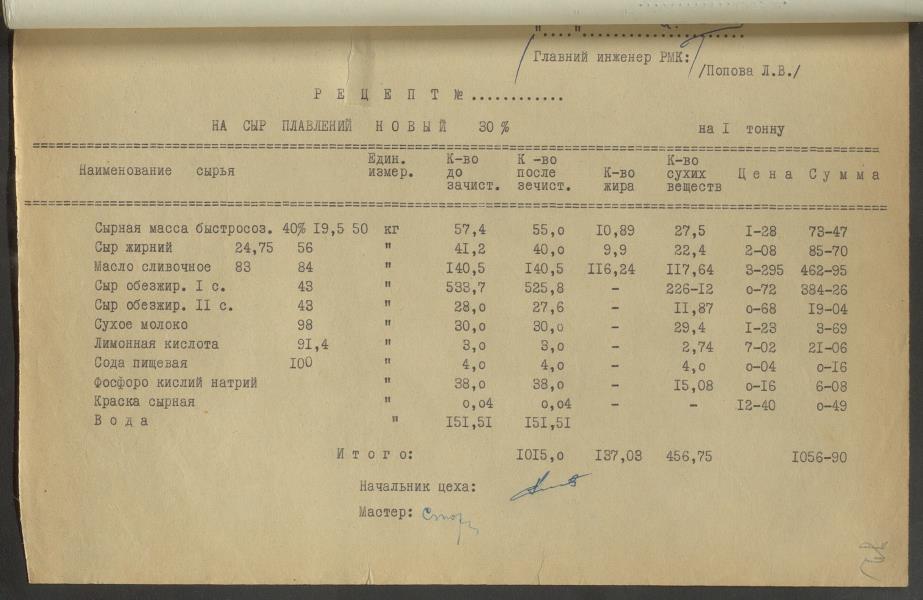 "...."......................
Главний инженер РМК:
/Попова Л.В./
Р Е Ц Е П Т № ............
НА СЫР ПЛАВЛЕНИЙ Н О В Ы Й 30% на I тонну
Наименование сырья Един. измер. К-во до зачист. К -во после зечист. К-во жира К-во сухих веществ Ц е н а С у м м а
Сырная масса быстросоз. 40% I9,5 50 кг 57,4 55,о I0,89 27,5 I-28 73-47
Сыр жирний 24,75 56 " 4I,2 40,о 9,9 22,4 2-08 85-70
Масло сливочное 83 84 " I40,5 I40,5 II6,24 II7,64 3-295 462-95
Сыр обезжир. I с. 43 " 533,7 525,8 - 226-I2 о-72 384-26
Сыр обезжир. II с. 43 " 28,о 27,6 - II,87 о-68 I9-04
Сухое молоко 98 " 30,о 30,о - 29,4 I-23 3-69
Лимонная кислота 9I,4 " 3,о 3,о - 2,74 7-02 2I-06
Сода пищевая I00 " 4,о 4,о - 4,о о-04 о-I6
Фосфоро кислий натрий " 38,о 38,о - I5,08 о-I6 6-08
Краска сырная " о,о4 о,о4 - - I2-40 о-49
В о д а " I5I,5I I5I,5I
И т о г о: I0I5,о I37,03 456,75 I056-90
Начальник цеха:
Мастер: